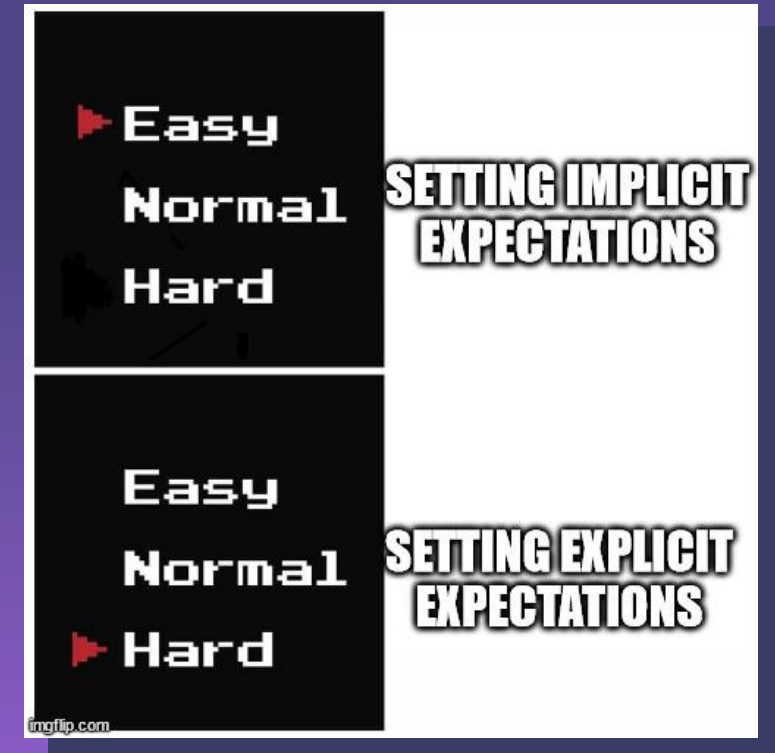 Easy
Normal
Hard
SETTING IMPLICIT
EXPECTATIONS
Easy
Normal
Hard
SETTING EXPLICIT
EXPECTATIONS
imgflip.com